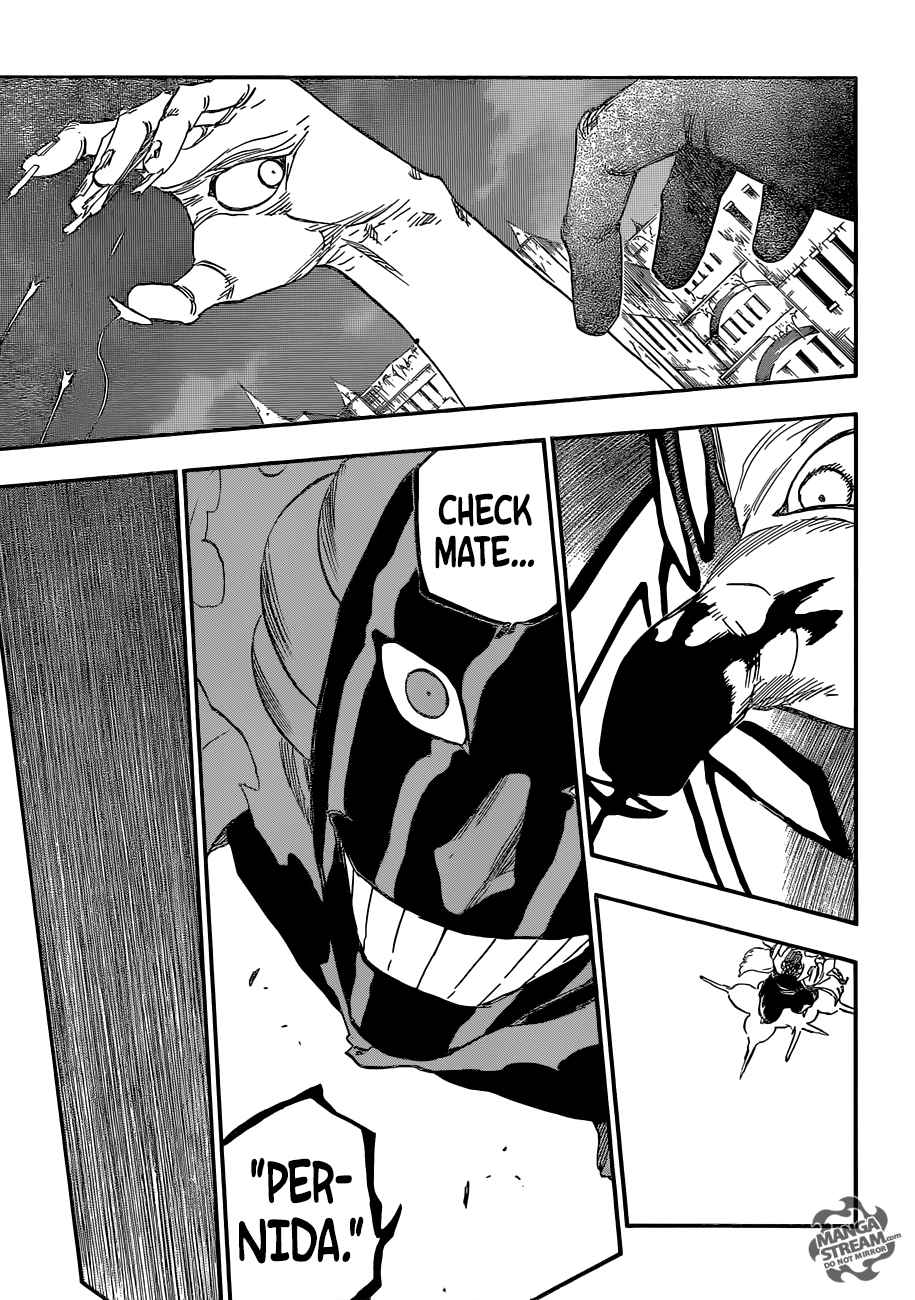 CHECK
MATE...
"PER-
NIDA."
MANGA
STREAM.com
DO NOT MIRROR